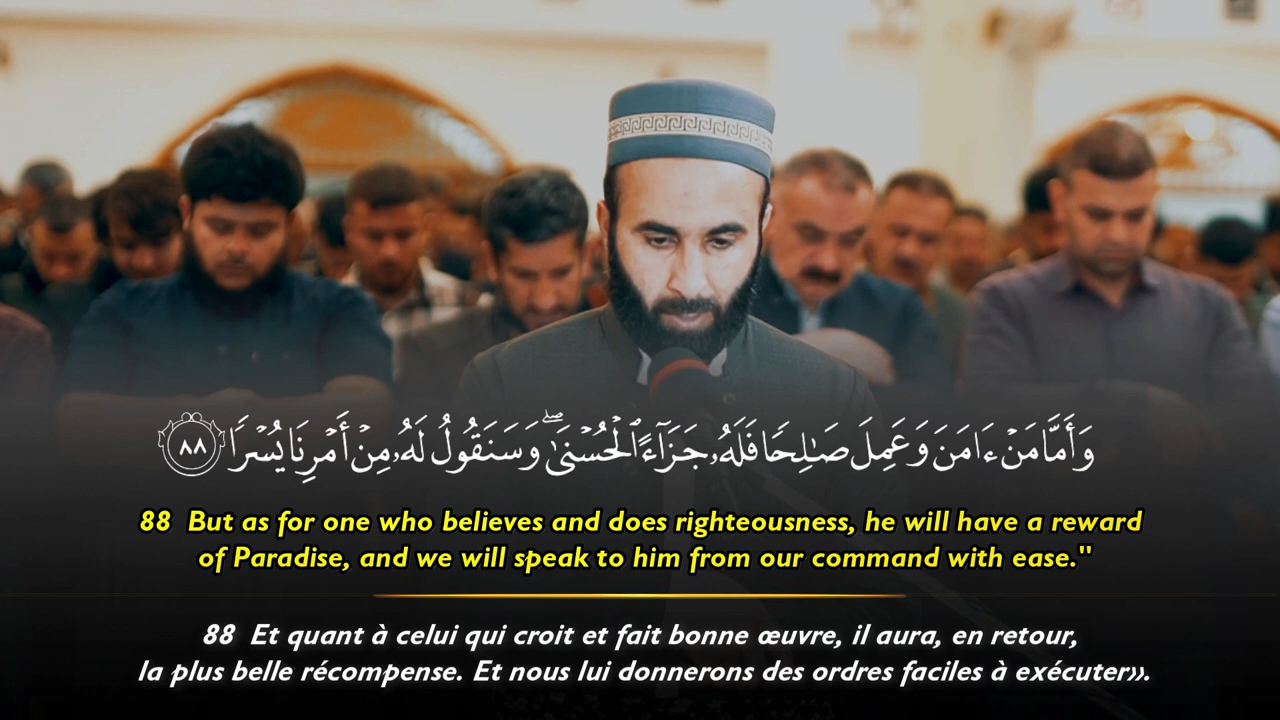 وَأَمَّا مَنْ ءَامَنَ وَعَمِلَ صَـٰلِحًا فَلَهُۥ جَزَآءً ٱلْحُسْنَىٰ ۖ وَسَنَقُولُ لَهُۥ مِنْ أَمْرِنَا يُسْرًا ٨٨
88 But as for one who believes and does righteousness, he will have a reward
of Paradise, and we will speak to him from our command with ease."
88 Et quant à celui qui croit et fait bonne œuvre, il aura, en retour,
la plus belle récompense. Et nous lui donnerons des ordres faciles à exécuter».